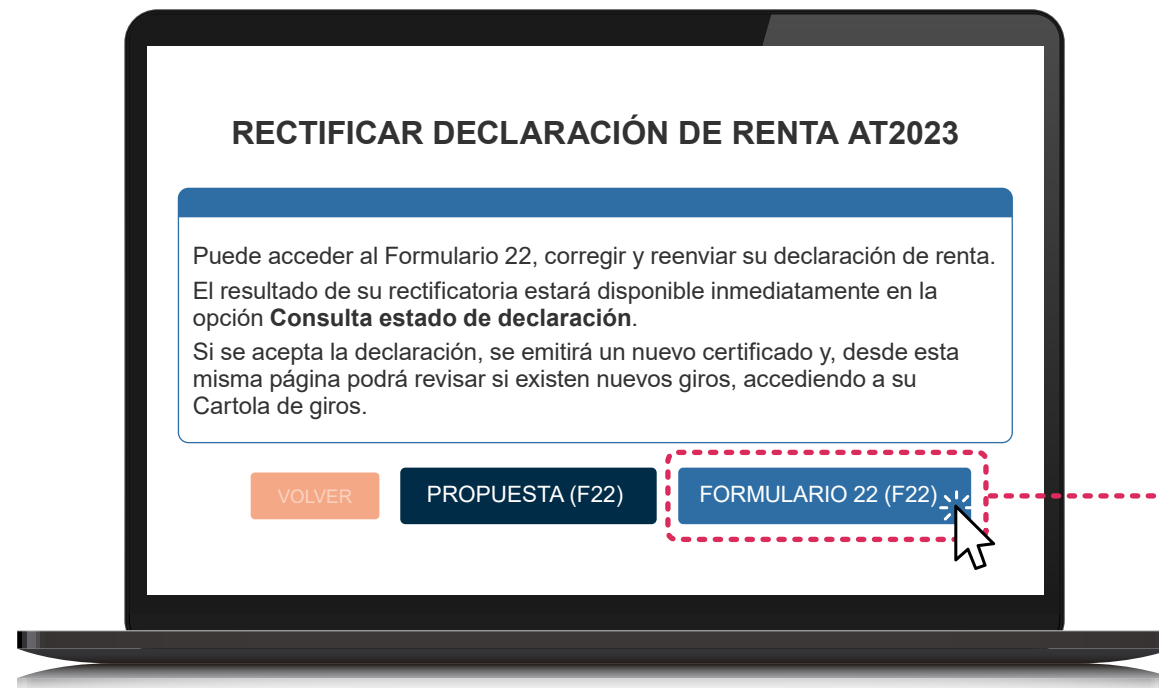 RECTIFICAR DECLARACIÓN DE RENTA AT2023
Puede acceder al Formulario 22, corregir y reenviar su declaración de renta.
El resultado de su rectificatoria estará disponible inmediatamente en la
opción Consulta estado de declaración.
Si se acepta la declaración, se emitirá un nuevo certificado y, desde esta
misma página podrá revisar si existen nuevos giros, accediendo a su
Cartola de giros.
VOLVER
PROPUESTA (F22)
FORMULARIO 22 (F22)